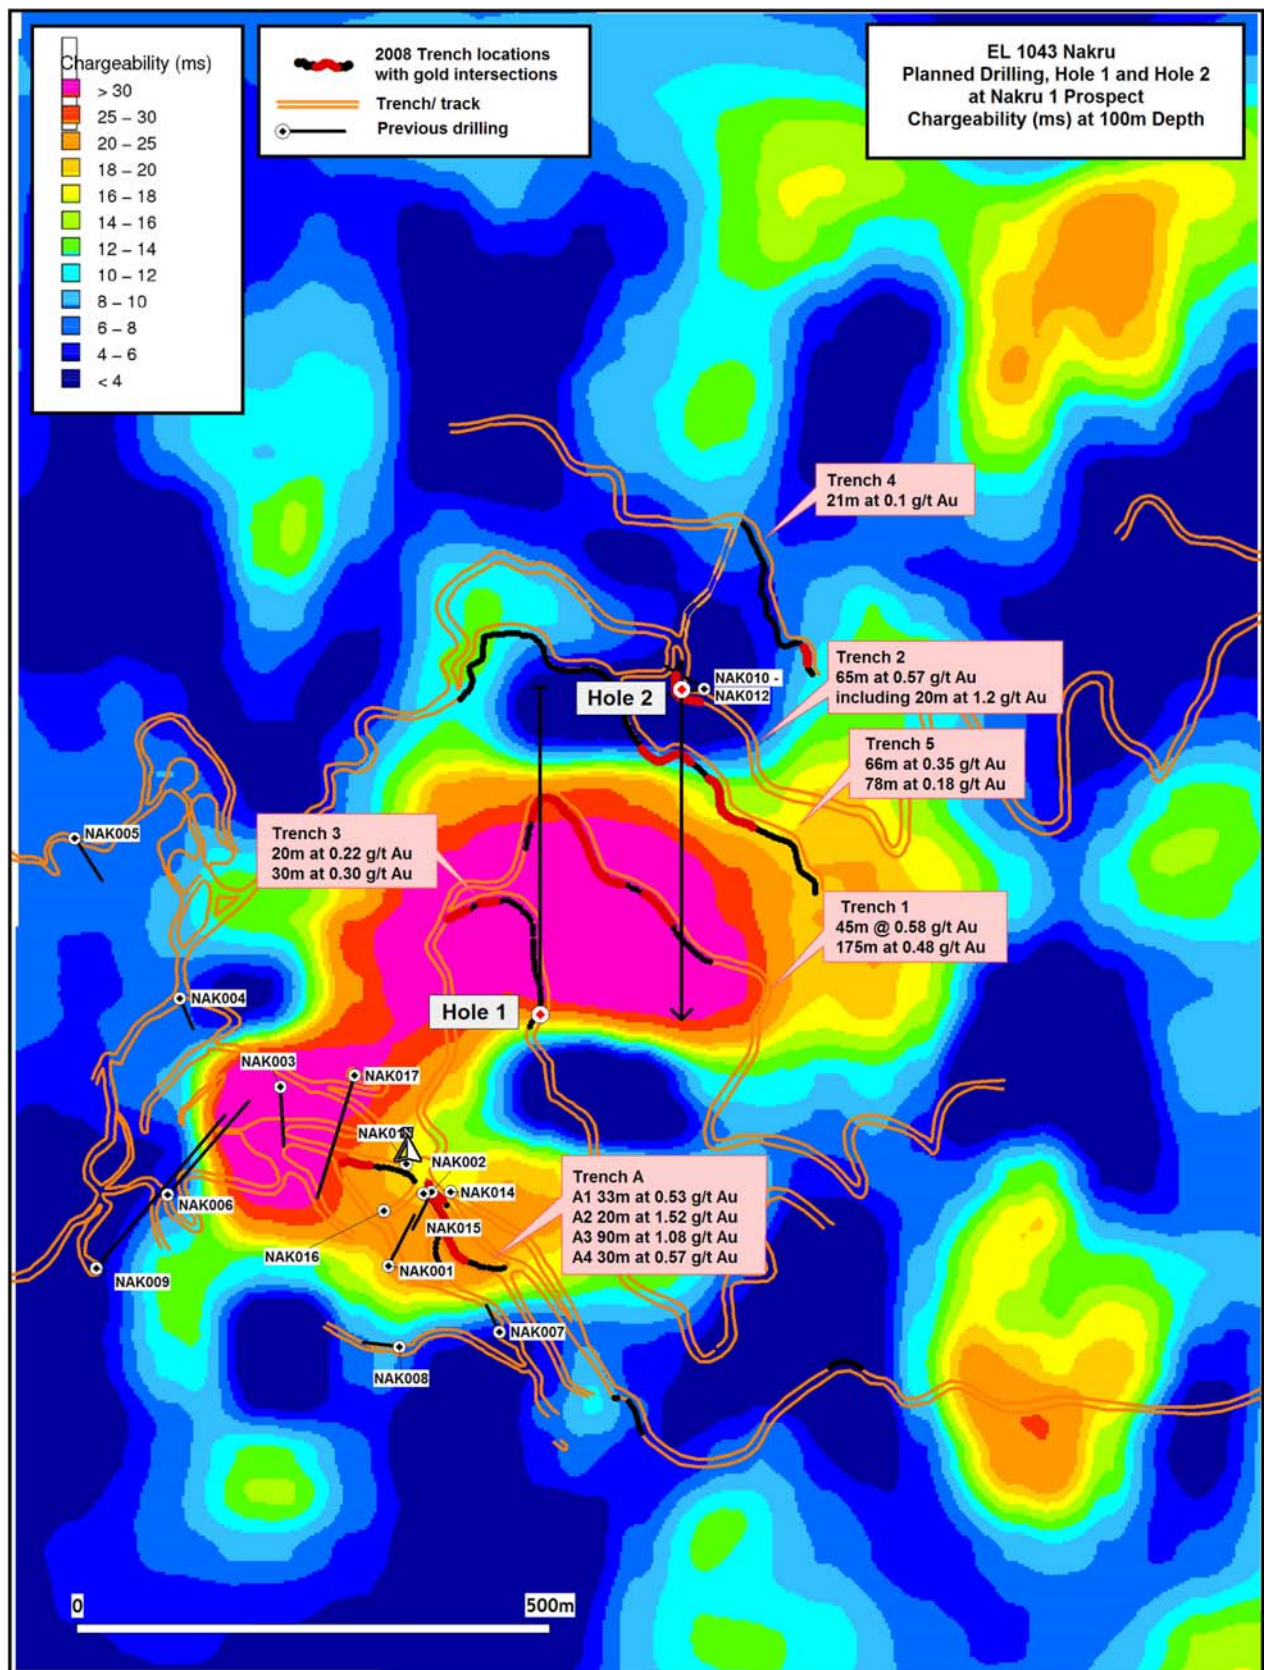 Chargeability (ms)
> 30
25 – 30
20 – 25
18 – 20
16 – 18
14 – 16
12 – 14
10 – 12
8 – 10
6 – 8
4 – 6
< 4
2008 Trench locations
with gold intersections
Trench/ track
Previous drilling
EL 1043 Nakru
Planned Drilling, Hole 1 and Hole 2
at Nakru 1 Prospect
Chargeability (ms) at 100m Depth
Trench 4
21m at 0.1 g/t Au
Trench 2
65m at 0.57 g/t Au
including 20m at 1.2 g/t Au
NAK010 -
NAK012
Hole 2
Trench 5
66m at 0.35 g/t Au
78m at 0.18 g/t Au
NAK005
Trench 3
20m at 0.22 g/t Au
30m at 0.30 g/t Au
Trench 1
45m @ 0.58 g/t Au
175m at 0.48 g/t Au
NAK004
Hole 1
NAK003
NAK017
NAK002
NAK014
Trench A
A1 33m at 0.53 g/t Au
A2 20m at 1.52 g/t Au
A3 90m at 1.08 g/t Au
A4 30m at 0.57 g/t Au
NAK006
NAK015
NAK016
NAK001
NAK009
NAK007
NAK008
0
500m